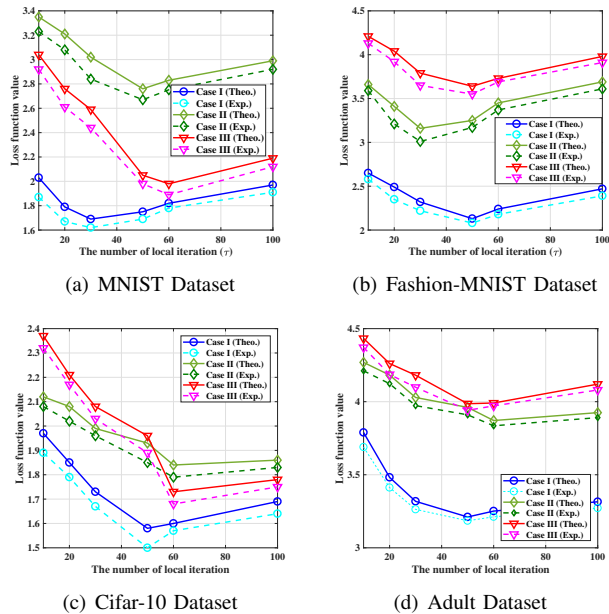 3.4
3.2
3
2.8
2.6
2.4
2.2
2
1.8
1.6
Loss function value
20
40
60
80
100
The number of local iteration (τ)
Case I (Theo.)
Case I (Exp.)
Case II (Theo.)
Case II (Exp.)
Case III (Theo.)
Case III (Exp.)
(a) MNIST Dataset
4.5
4
3.5
3
2.5
2
Loss function value
20
40
60
80
100
The number of local iteration (τ)
Case I (Theo.)
Case I (Exp.)
Case II (Theo.)
Case II (Exp.)
Case III (Theo.)
Case III (Exp.)
(b) Fashion-MNIST Dataset
2.4
2.3
2.2
2.1
2
1.9
1.8
1.7
1.6
1.5
Loss function value
20
40
60
80
100
The number of local iteration
Case I (Theo.)
Case I (Exp.)
Case II (Theo.)
Case II (Exp.)
Case III (Theo.)
Case III (Exp.)
(c) Cifar-10 Dataset
4.5
4
3.5
3
Loss function value
20
40
60
80
100
The number of local iteration
Case I (Theo.)
Case I (Exp.)
Case II (Theo.)
Case II (Exp.)
Case III (Theo.)
Case III (Exp.)
(d) Adult Dataset